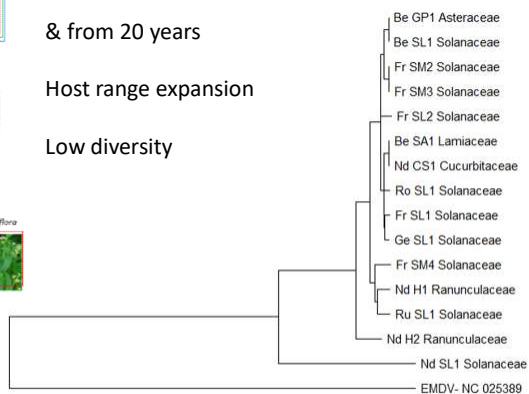 & from 20 years
Host range expansion
Low diversity
flora
Be GP1 Asteraceae
Be SL1 Solanaceae
Fr SM2 Solanaceae
Fr SM3 Solanaceae
Fr SL2 Solanaceae
Be SA1 Lamiaceae
Nd CS1 Cucurbitaceae
Ro SL1 Solanaceae
Fr SL1 Solanaceae
Ge SL1 Solanaceae
Fr SM4 Solanaceae
Nd H1 Ranunculaceae
Ru SL1 Solanaceae
Nd H2 Ranunculaceae
Nd SL1 Solanaceae
EMDV- NC 025389